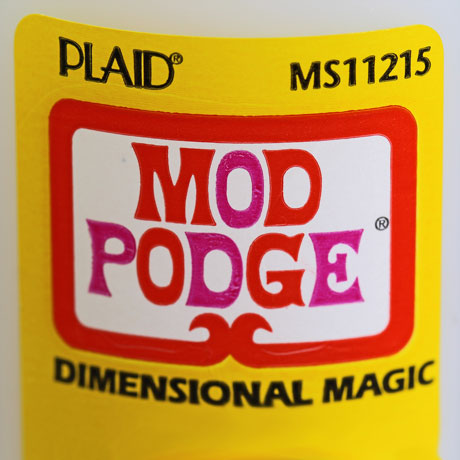 PLAID® MS11215
MOD
PODGE®
DIMENSIONAL MAGIC